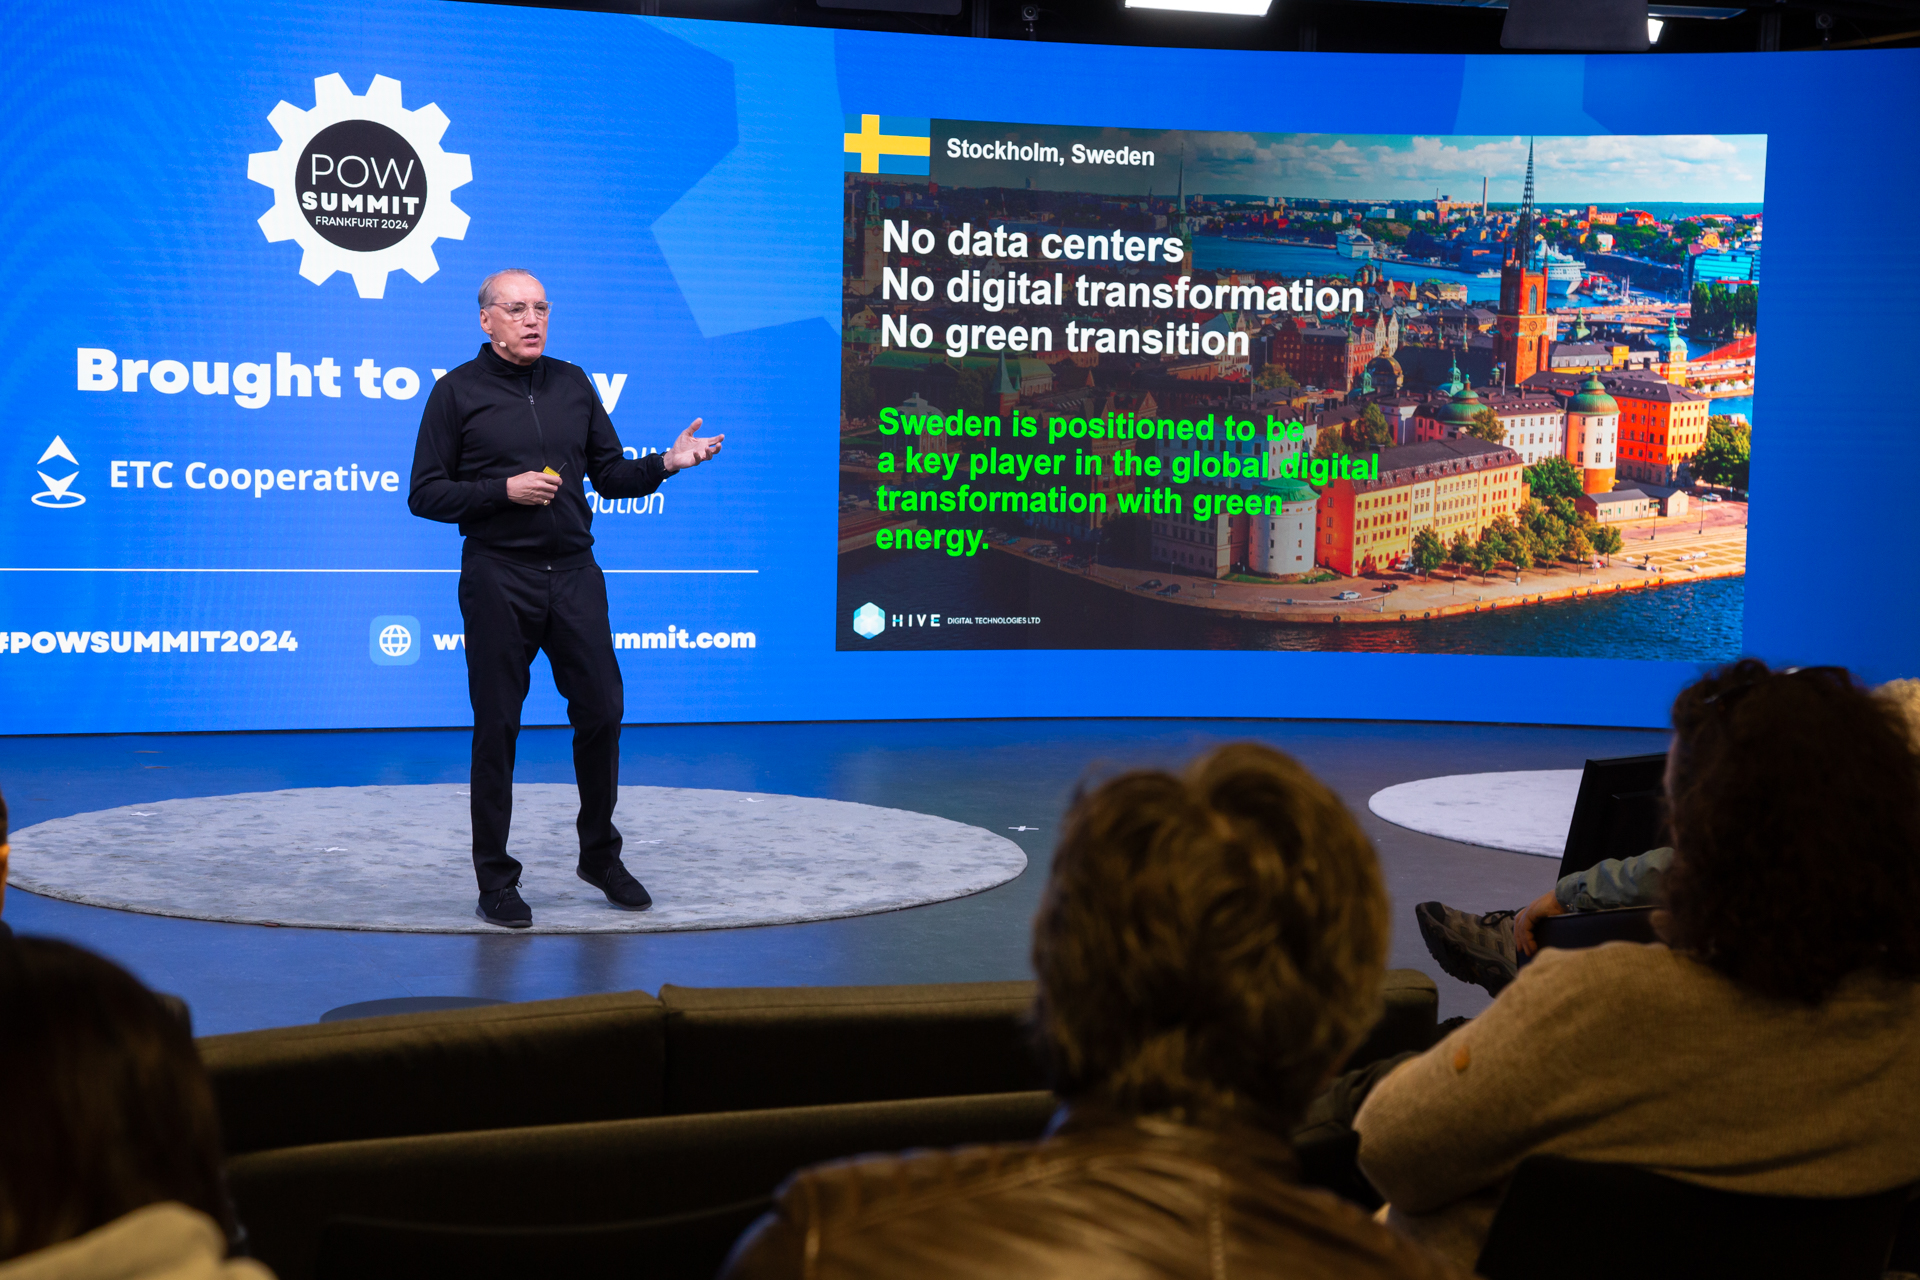 POW
SUMMIT
FRANKFURT 2024
Brought to y
ETC Cooperative
#POWSUMMIT2024
mmit.com
Stockholm, Sweden
No data centers
No digital transformation
No green transition
Sweden is positioned to be
a key player in the global digital
transformation with green
energy.
HIVE DIGITAL TECHNOLOGIES LTD